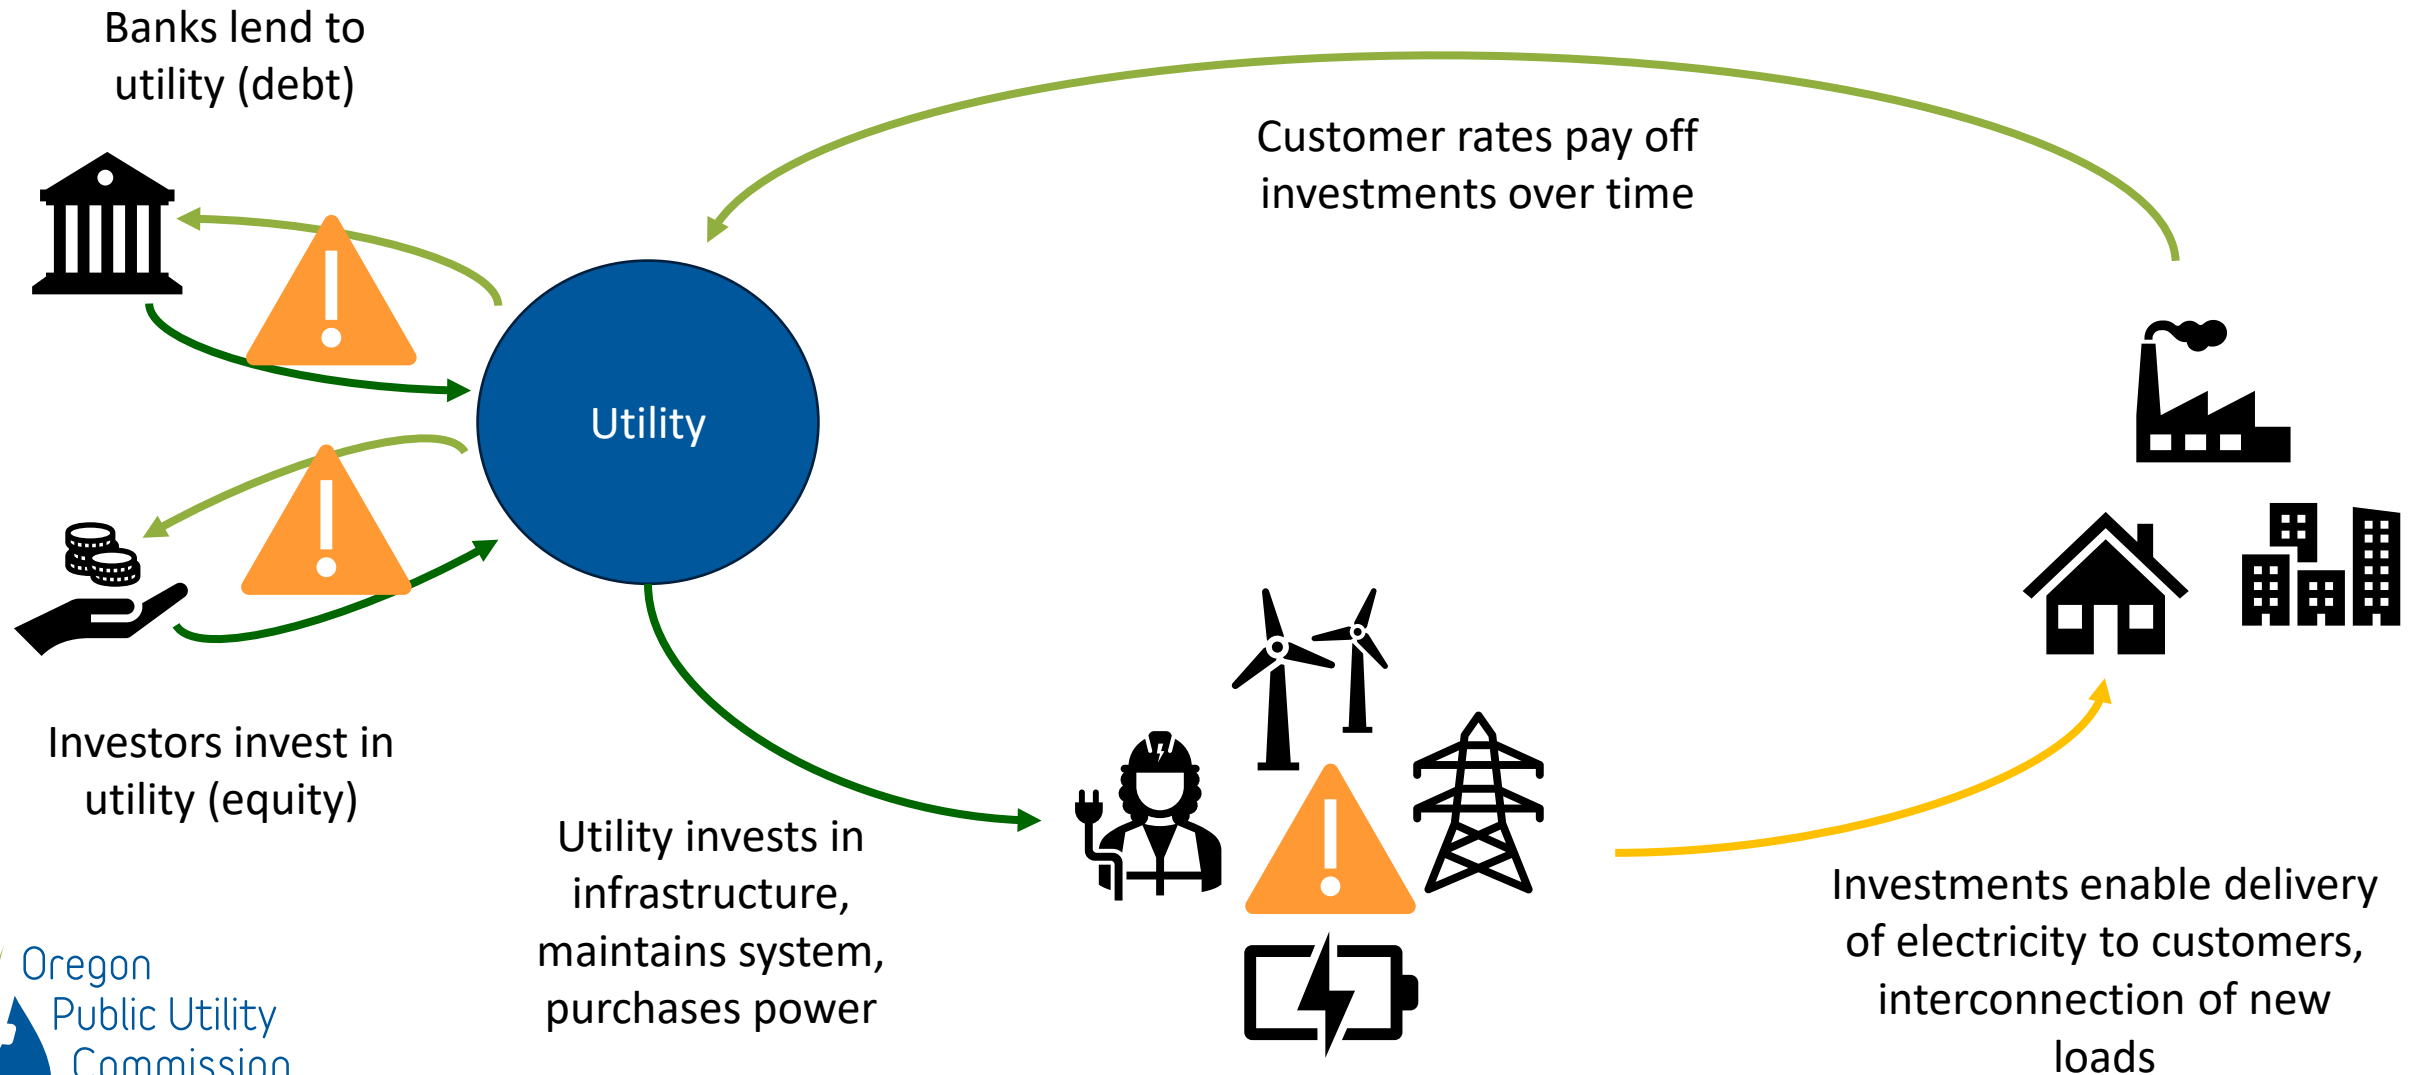 Banks lend to
utility (debt)
Customer rates pay off
investments over time
Utility
Investors invest in
utility (equity)
Utility invests in
infrastructure,
maintains system,
purchases power
Investments enable delivery
of electricity to customers,
interconnection of new
loads
Oregon
Public Utility
Commission